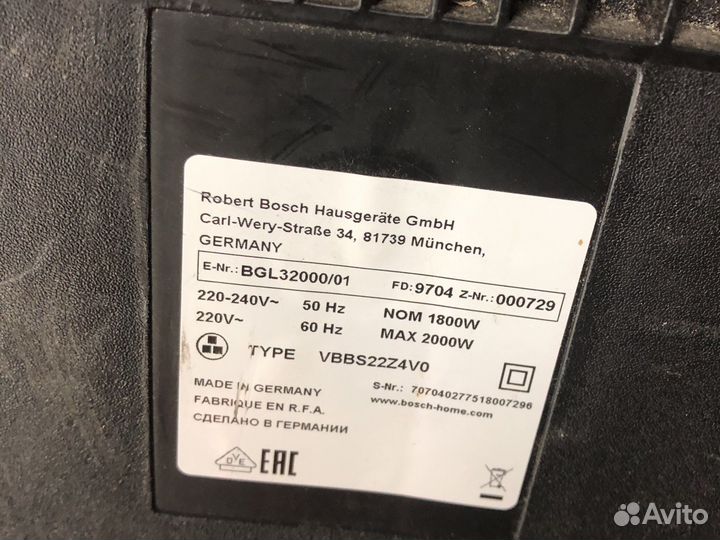 Robert Bosch Hausgeräte GmbH
Carl-Wery-Straße 34, 81739 München,
GERMANY
E-Nr.: BGL32000/01 FD: 9704 Z-Nr.: 000729
220-240V~ 50 Hz NOM 1800W
220V~ 60 Hz MAX 2000W
TYPE VBBS22Z4V0
S-Nr.: 707040277518007296
MADE IN GERMANY www.bosch-home.com
FABRIQUE EN R.F.A.
СДЕЛАНО В ГЕРМАНИИ
VDE EAC
Avito